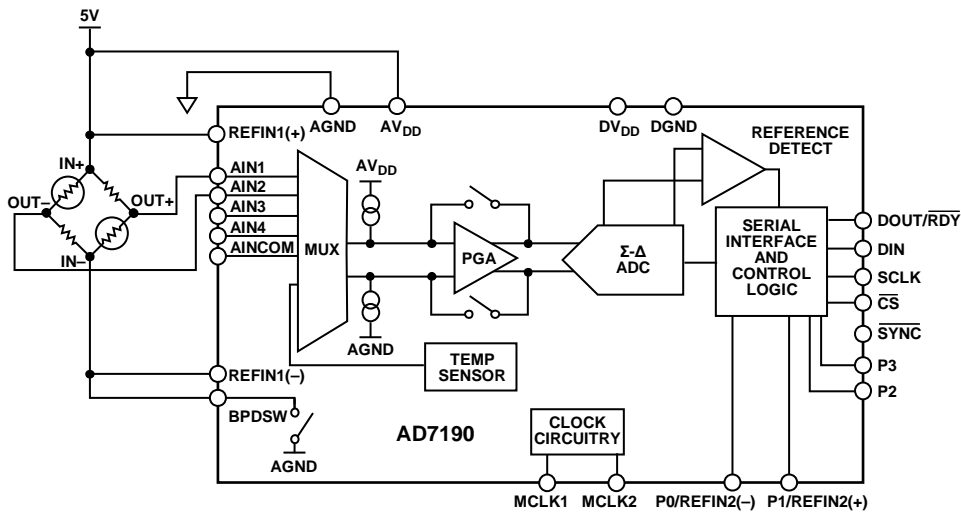 5V
AGND
AVDD
DVDD
DGND
REFIN1(+)
REFERENCE
DETECT
IN+
OUT–
OUT+
IN–
AIN1
AIN2
AIN3
AIN4
AINCOM
MUX
AVDD
AGND
PGA
Σ-Δ
ADC
SERIAL
INTERFACE
AND
CONTROL
LOGIC
DOUT/RDY
DIN
SCLK
CS
SYNC
P3
P2
TEMP
SENSOR
REFIN1(–)
BPDSW
AGND
AD7190
CLOCK
CIRCUITRY
MCLK1
MCLK2
P0/REFIN2(–)
P1/REFIN2(+)